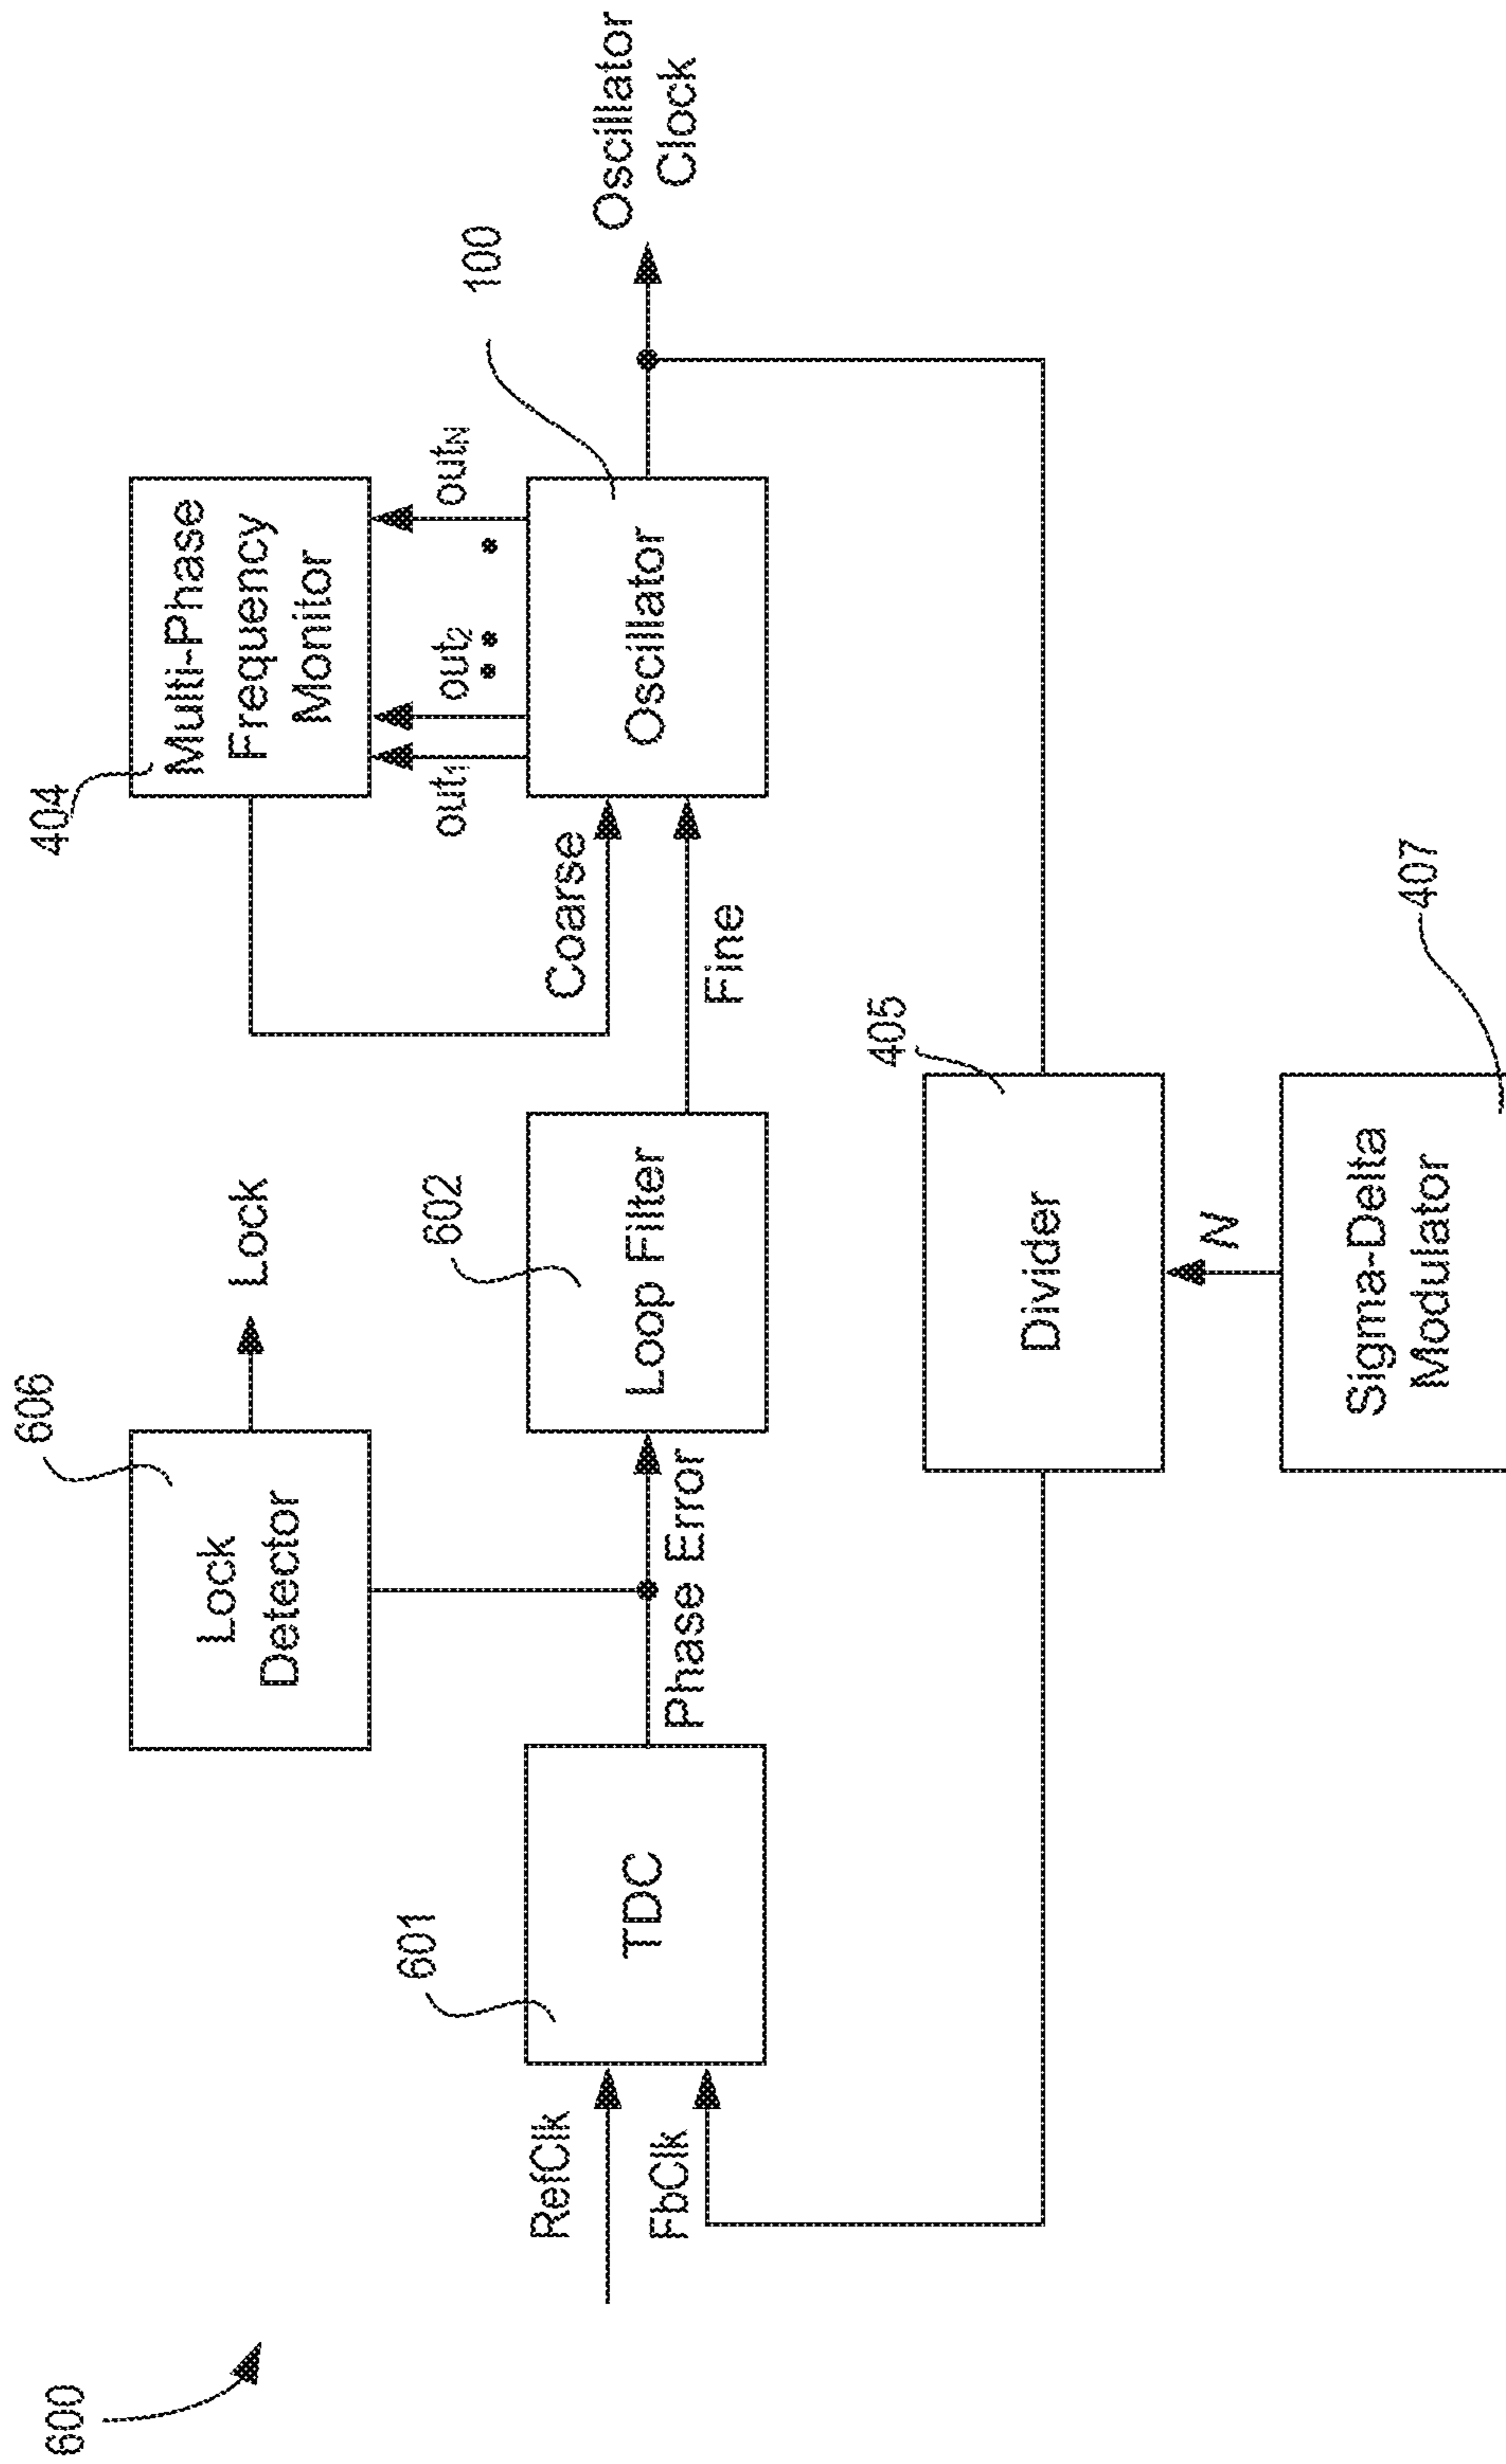 600
606
Lock
Detector
Lock
404
Multi-Phase
Frequency
Monitor
out1
out2
outN
100
Oscillator
Clock
RefClk
FbClk
601
TDC
Phase Error
602
Loop Filter
Coarse
Fine
Oscillator
405
Divider
N
Sigma-Delta
Modulator
407